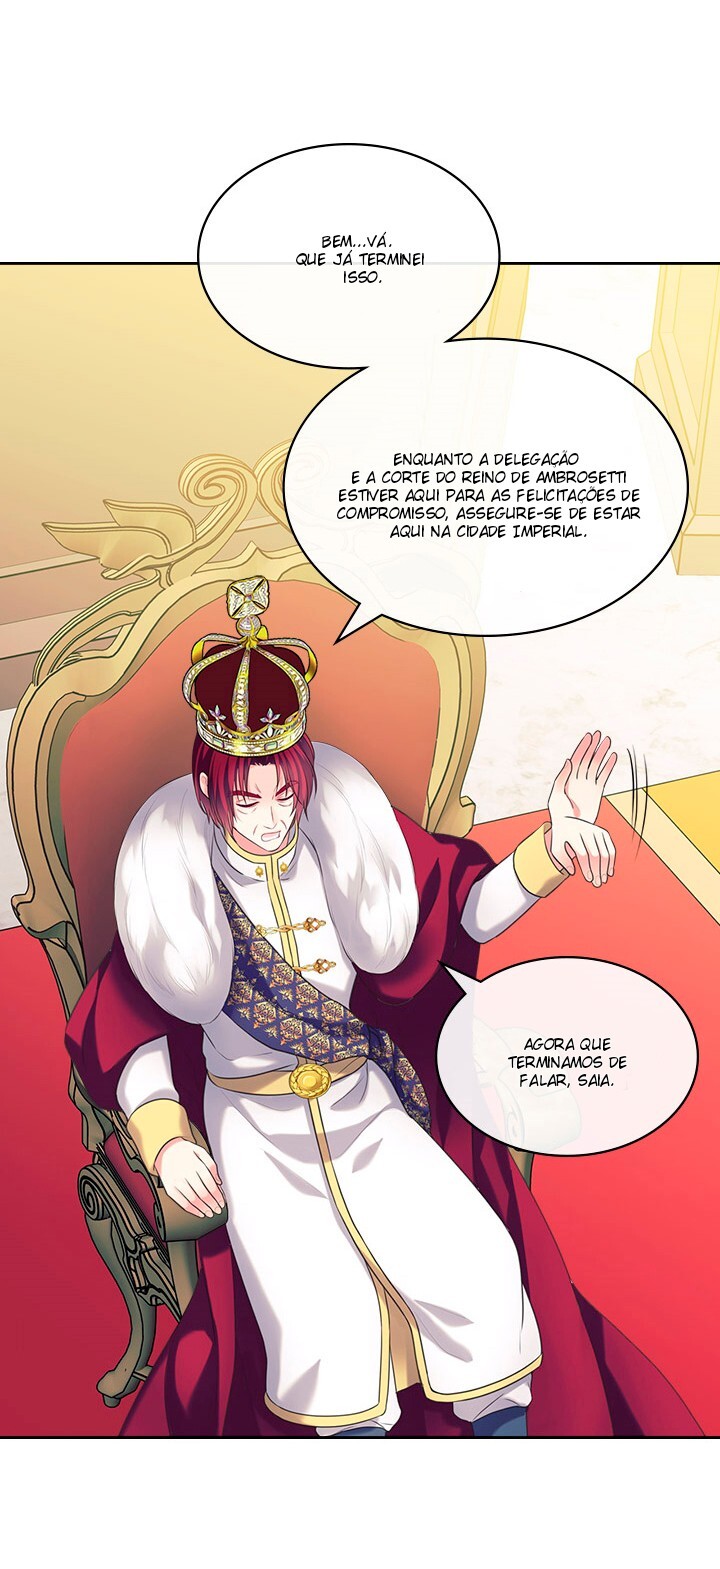 BEM...VÁ.
QUE JÁ TERMINEI
ISSO.
ENQUANTO A DELEGAÇÃO
E A CORTE DO REINO DE AMBROSETTI
ESTIVER AQUI PARA AS FELICITAÇÕES DE
COMPROMISSO, ASSEGURE-SE DE ESTAR
AQUI NA CIDADE IMPERIAL.
AGORA QUE
TERMINAMOS DE
FALAR, SAIA.